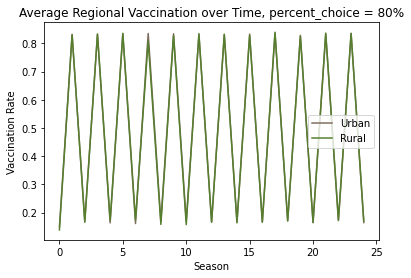 Average Regional Vaccination over Time, percent_choice = 80%
0.8
0.7
0.6
0.5
0.4
0.3
0.2
Vaccination Rate
Urban
Rural
0 5 10 15 20 25
Season